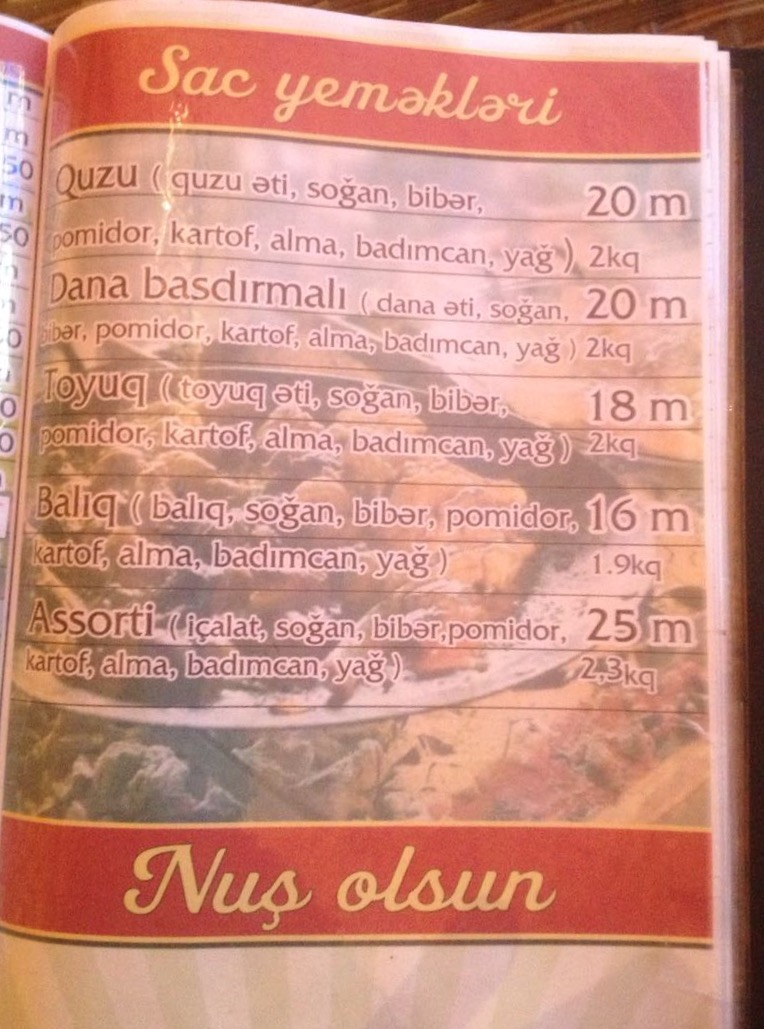 Sac yeməkləri
Quzu ( quzu əti, soğan, bibər, 20 m
pomidor, kartof, alma, badımcan, yağ ) 2kq
Dana basdırmalı ( dana əti, soğan, 20 m
bibər, pomidor, kartof, alma, badımcan, yağ ) 2kq
Toyuq ( toyuq əti, soğan, bibər, 18 m
pomidor, kartof, alma, badımcan, yağ ) 2kq
Balıq ( balıq, soğan, bibər, pomidor, 16 m
kartof, alma, badımcan, yağ ) 1.9kq
Assorti ( içalat, soğan, bibər,pomidor, 25 m
kartof, alma, badımcan, yağ ) 2,3kq
Nuş olsun
m
m
50
m
50